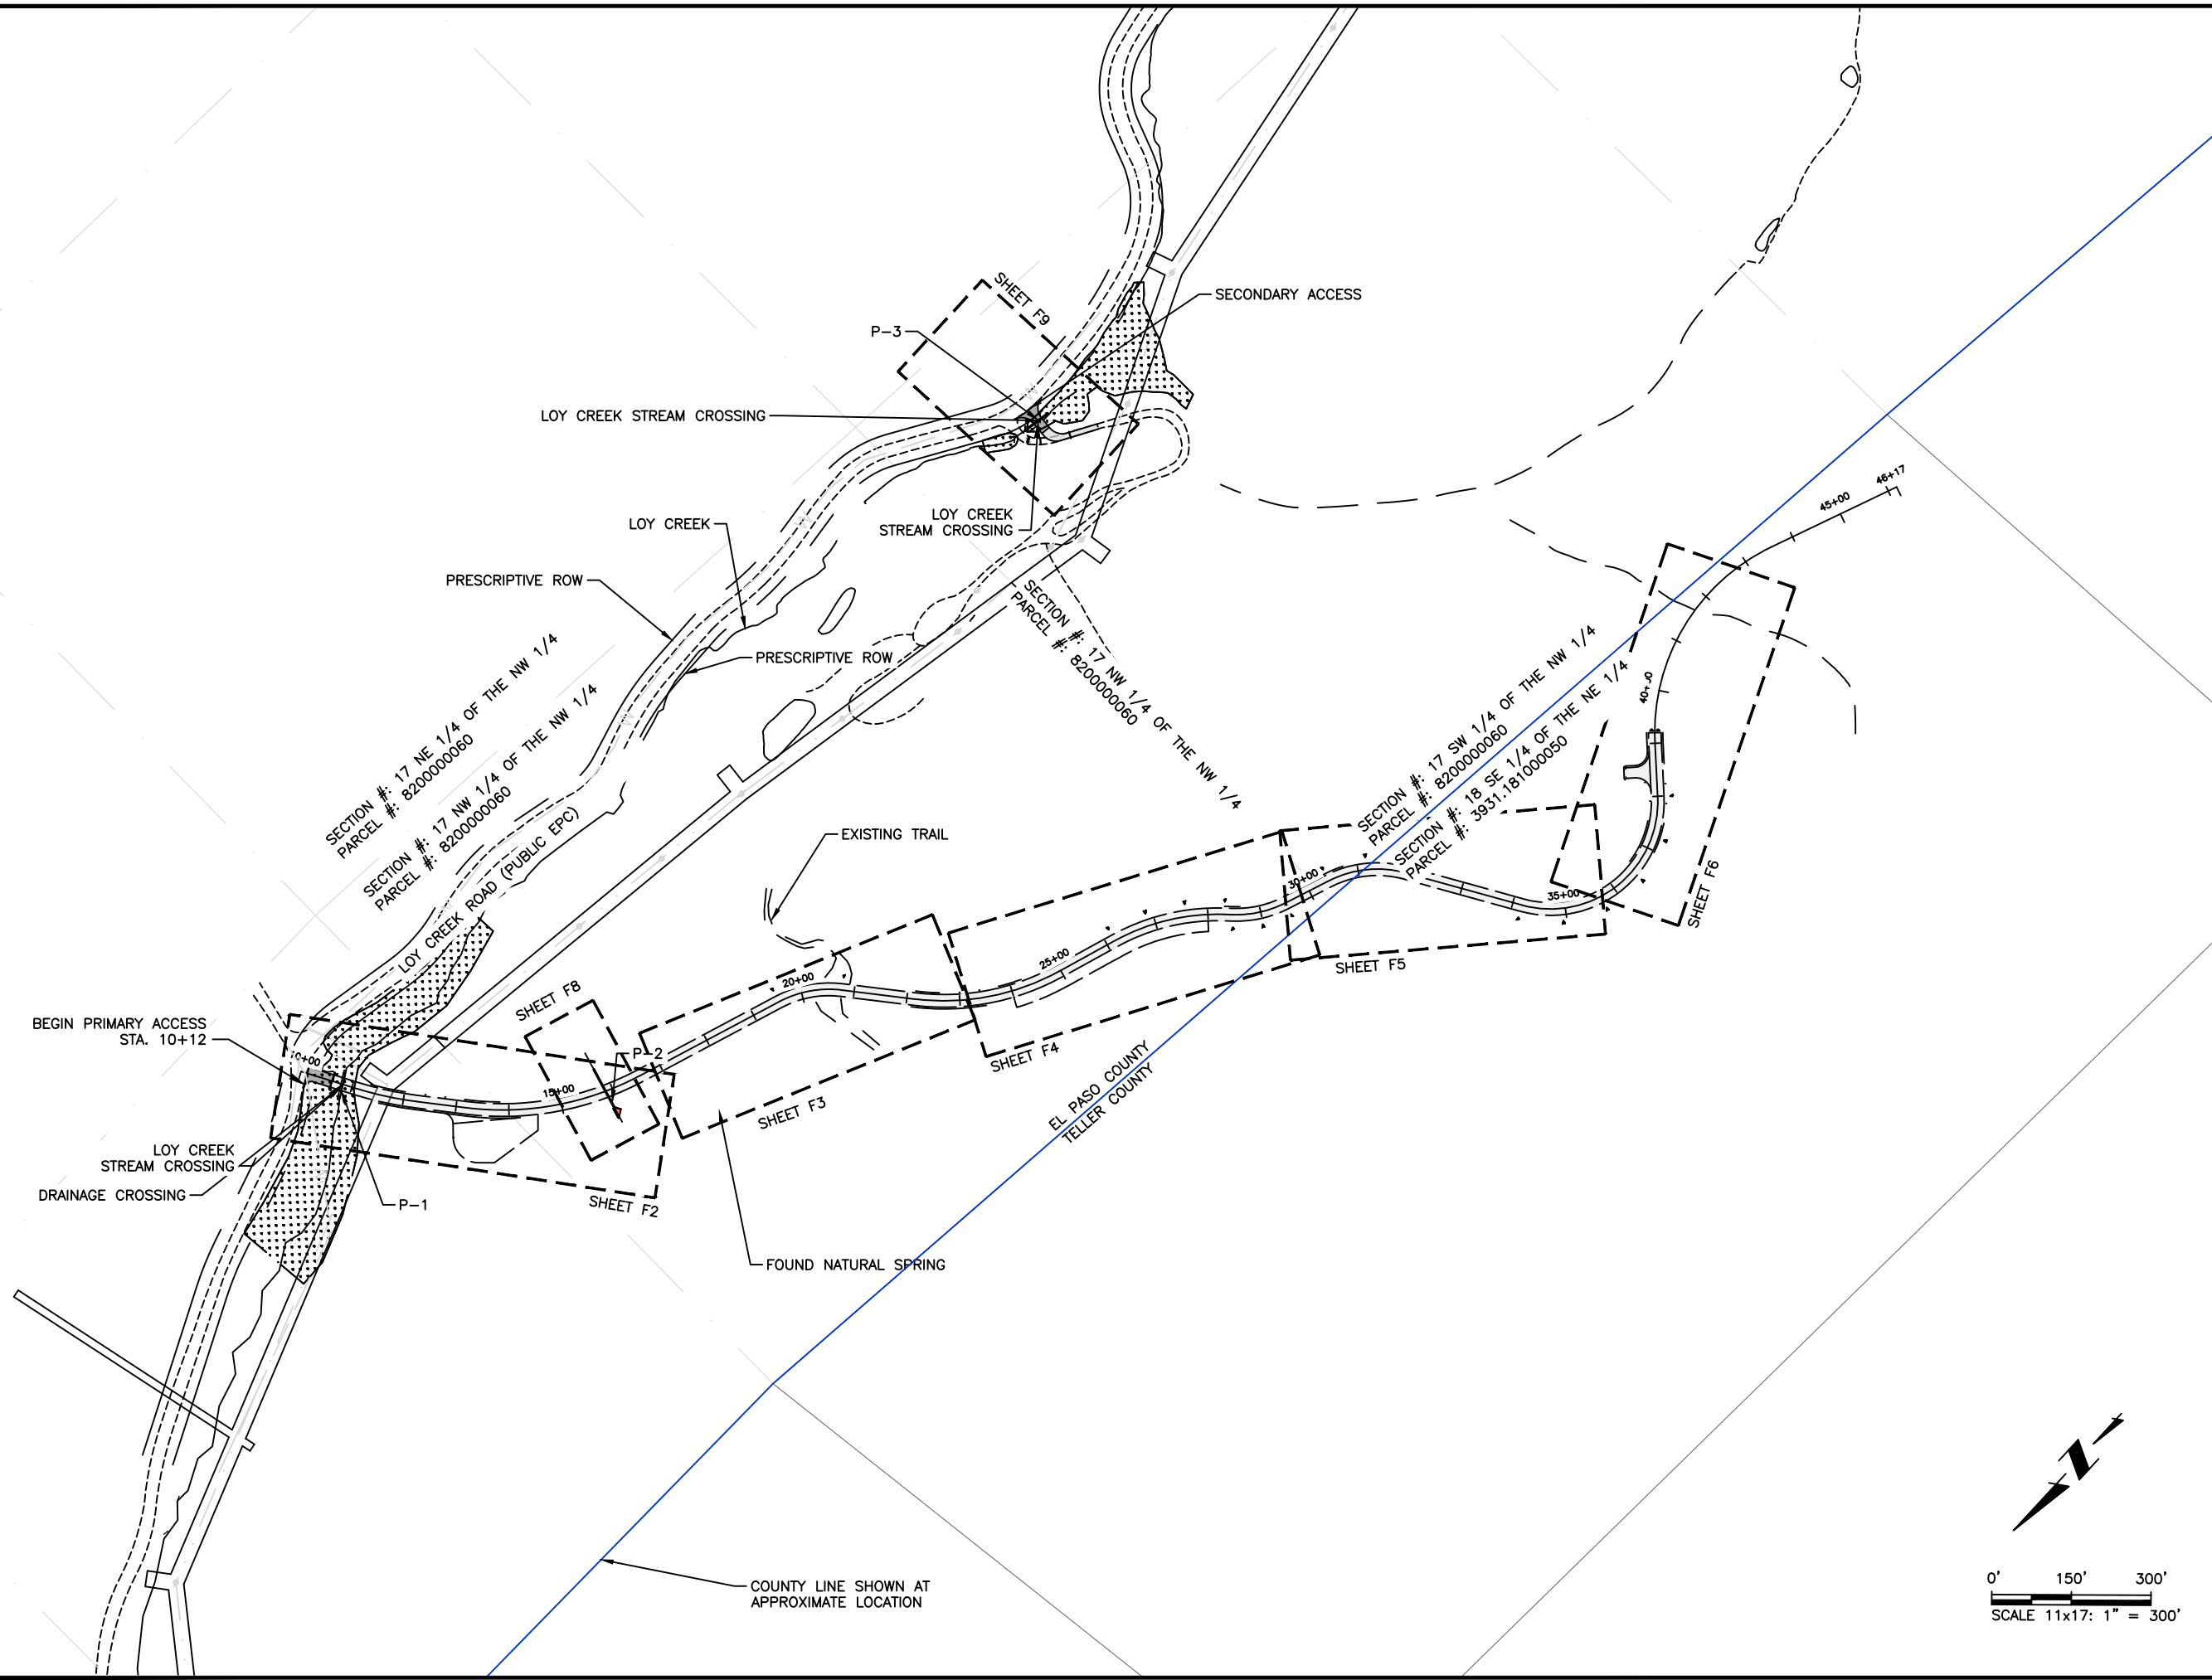 SHEET F9
SECONDARY ACCESS
P-3
LOY CREEK STREAM CROSSING
LOY CREEK
STREAM CROSSING
LOY CREEK
PRESCRIPTIVE ROW
PRESCRIPTIVE ROW
SECTION #: 17 NE 1/4 OF THE NW 1/4
PARCEL #: 8200000060
SECTION #: 17 NW 1/4 OF THE NW 1/4
PARCEL #: 8200000060
SECTION #: 17 NW 1/4 OF THE NW 1/4
PARCEL #: 8200000060
SECTION #: 17 SW 1/4 OF THE NW 1/4
PARCEL #: 8200000060
SECTION #: 18 SE 1/4 OF THE NE 1/4
PARCEL #: 3931.181000050
46+17
45+00
35+00
30+00
25+00
20+00
15+00
EXISTING TRAIL
LOY CREEK ROAD (PUBLIC EPC)
SHEET F6
SHEET F5
SHEET F4
SHEET F3
SHEET F8
SHEET F2
P-2
BEGIN PRIMARY ACCESS
STA. 10+12
LOY CREEK
STREAM CROSSING
DRAINAGE CROSSING
P-1
FOUND NATURAL SPRING
EL PASO COUNTY
TELLER COUNTY
COUNTY LINE SHOWN AT
APPROXIMATE LOCATION
0' 150' 300'
SCALE 11x17: 1" = 300'